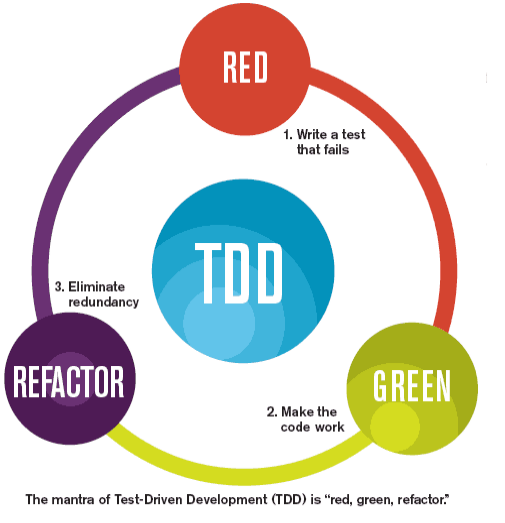 RED
1. Write a test
that fails
TDD
3. Eliminate
redundancy
REFACTOR
GREEN
2. Make the
code work
The mantra of Test-Driven Development (TDD) is “red, green, refactor.”